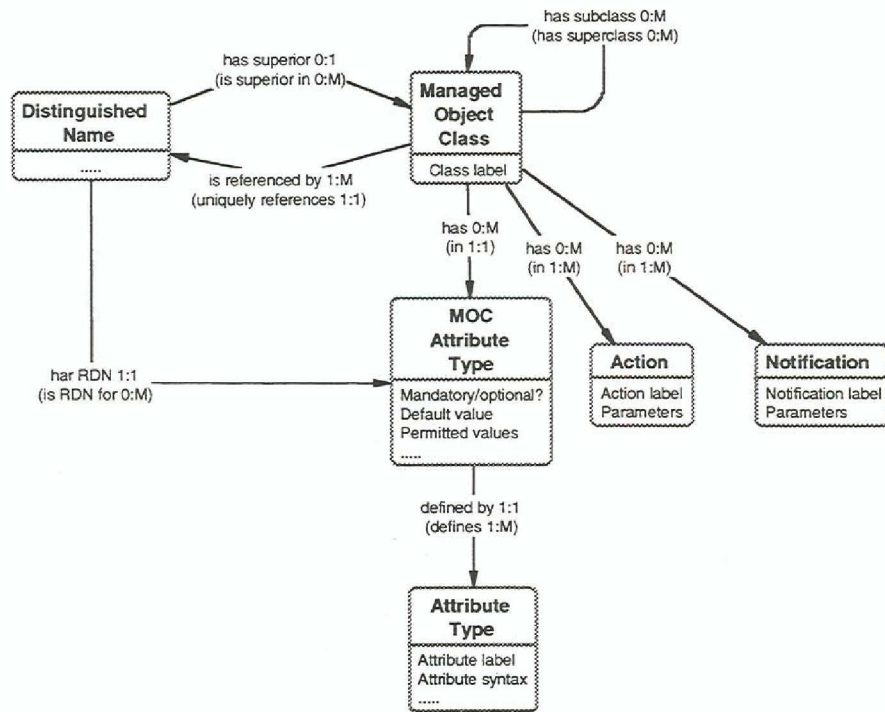 has subclass 0:M
(has superclass 0:M)
has superior 0:1
(is superior in 0:M)
Managed
Object
Class
Class label
Distinguished
Name
.....
is referenced by 1:M
(uniquely references 1:1)
has 0:M
(in 1:1)
has 0:M
(in 1:M)
has 0:M
(in 1:M)
MOC
Attribute
Type
Mandatory/optional?
Default value
Permitted values
.....
Action
Action label
Parameters
Notification
Notification label
Parameters
har RDN 1:1
(is RDN for 0:M)
defined by 1:1
(defines 1:M)
Attribute
Type
Attribute label
Attribute syntax
.....